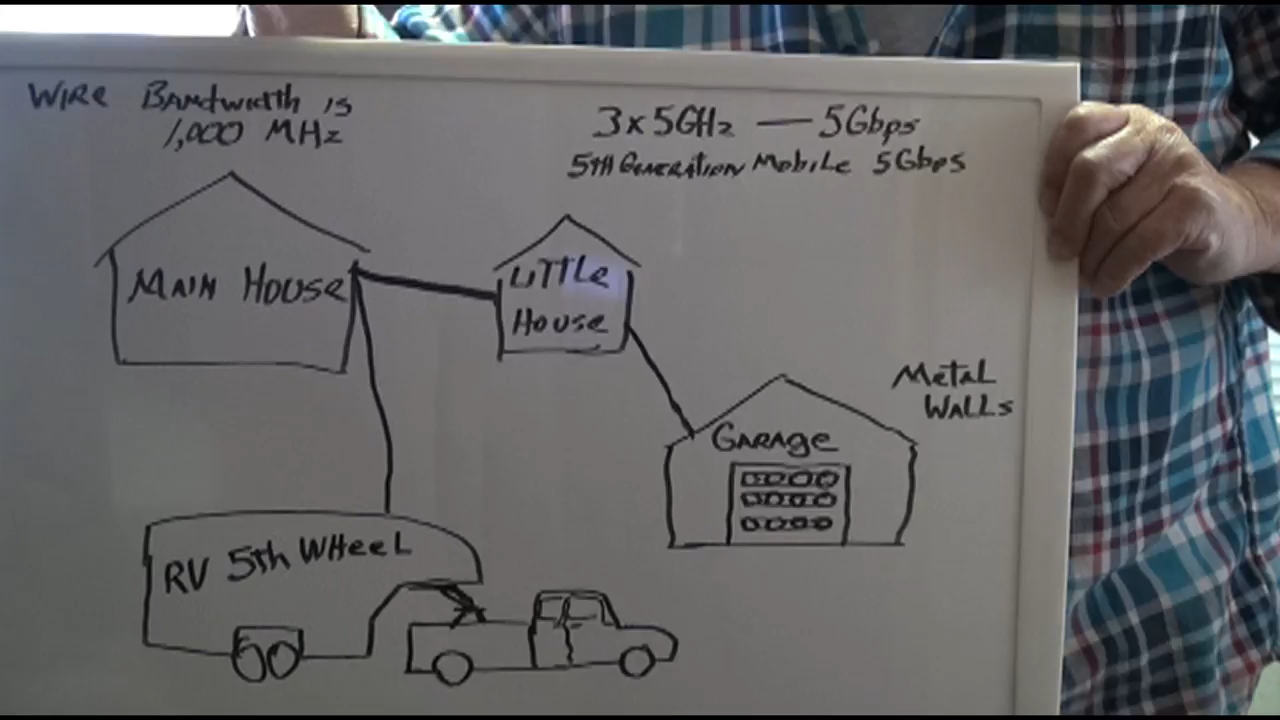 Wire Bandwidth is
1,000 MHz
3x5GHz — 5Gbps
5th Generation Mobile 5Gbps
Main House
Little
House
Metal
Walls
Garage
RV 5th Wheel